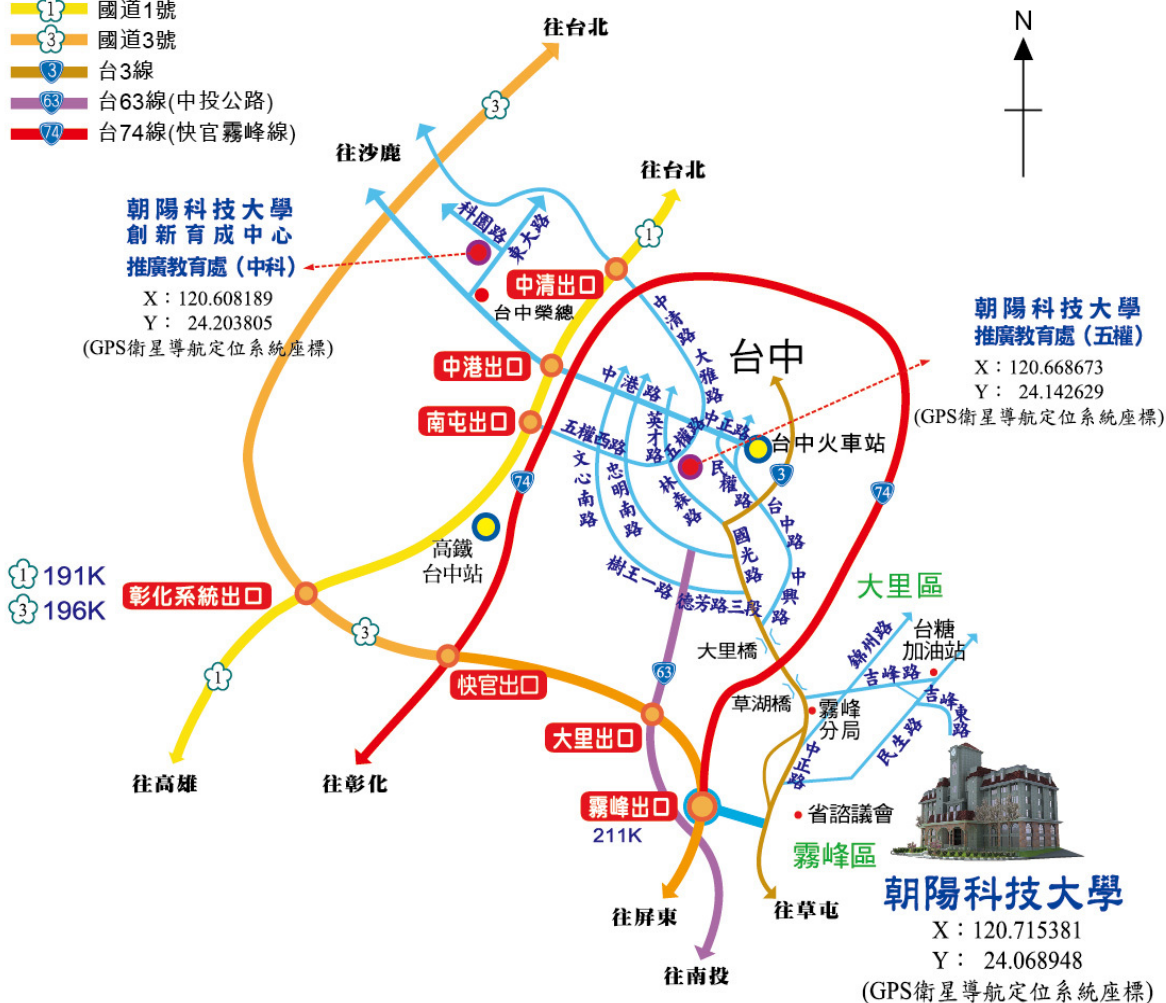 1 國道1號
3 國道3號
3 台3線
63 台63線(中投公路)
74 台74線(快官霧峰線)
N
往台北
3
往沙鹿
往台北
1
朝陽科技大學
創新育成中心
推廣教育處(中科)
X：120.608189
Y： 24.203805
(GPS衛星導航定位系統座標)
科園路
東大路
中清出口
台中榮總
中港出口
南屯出口
中清路
大雅路
台中
朝陽科技大學
推廣教育處(五權)
X：120.668673
Y： 24.142629
(GPS衛星導航定位系統座標)
中港路
英才路
五權路
中正路
台中火車站
五權西路
文心南路
忠明南路
林森路
民權路
台中路
3
74
74
高鐵
台中站
國光路
中興路
樹王一路
德芳路三段
1 191K
3 196K
彰化系統出口
3
1
快官出口
63
大里出口
大里橋
草湖橋
大里區
錦州路
台糖
加油站
吉峰路
吉峰東路
霧峰
分局
民生路
中正路
往高雄
往彰化
霧峰出口
211K
省諮議會
霧峰區
往屏東
往草屯
往南投
朝陽科技大學
X：120.715381
Y： 24.068948
(GPS衛星導航定位系統座標)